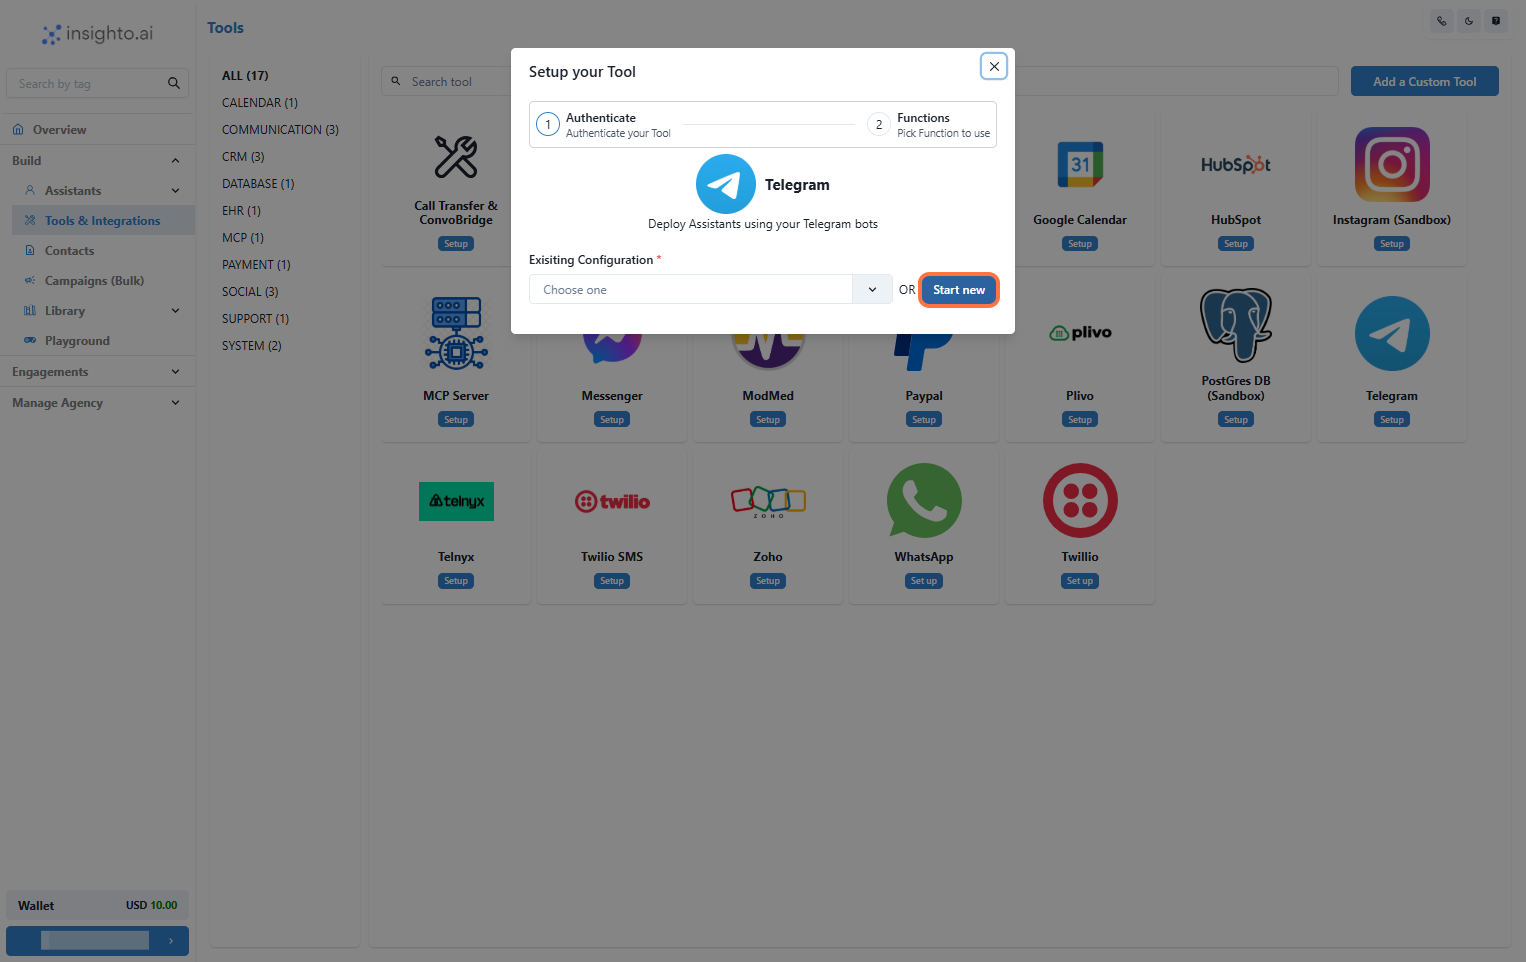 insighto.ai
Search by tag
Overview
Build
Assistants
Tools & Integrations
Contacts
Campaigns (Bulk)
Library
Playground
Engagements
Manage Agency
Wallet
USD 10.00
Tools
ALL (17)
CALENDAR (1)
COMMUNICATION (3)
CRM (3)
DATABASE (1)
EHR (1)
MCP (1)
PAYMENT (1)
SOCIAL (3)
SUPPORT (1)
SYSTEM (2)
Search tool
Add a Custom Tool
Setup your Tool
1
Authenticate
Authenticate your Tool
2
Functions
Pick Function to use
Telegram
Deploy Assistants using your Telegram bots
Exisiting Configuration *
Choose one
OR
Start new
Call Transfer &
ConvoBridge
Setup
31
Google Calendar
Setup
HubSpot
HubSpot
Setup
Instagram (Sandbox)
Setup
MCP Server
Setup
Messenger
Setup
ModMed
Setup
Paypal
Setup
plivo
Plivo
Setup
PostGres DB
(Sandbox)
Setup
Telegram
Setup
telnyx
Telnyx
Setup
twilio
Twilio SMS
Setup
ZOHO
Zoho
Setup
WhatsApp
Set up
Twillio
Set up